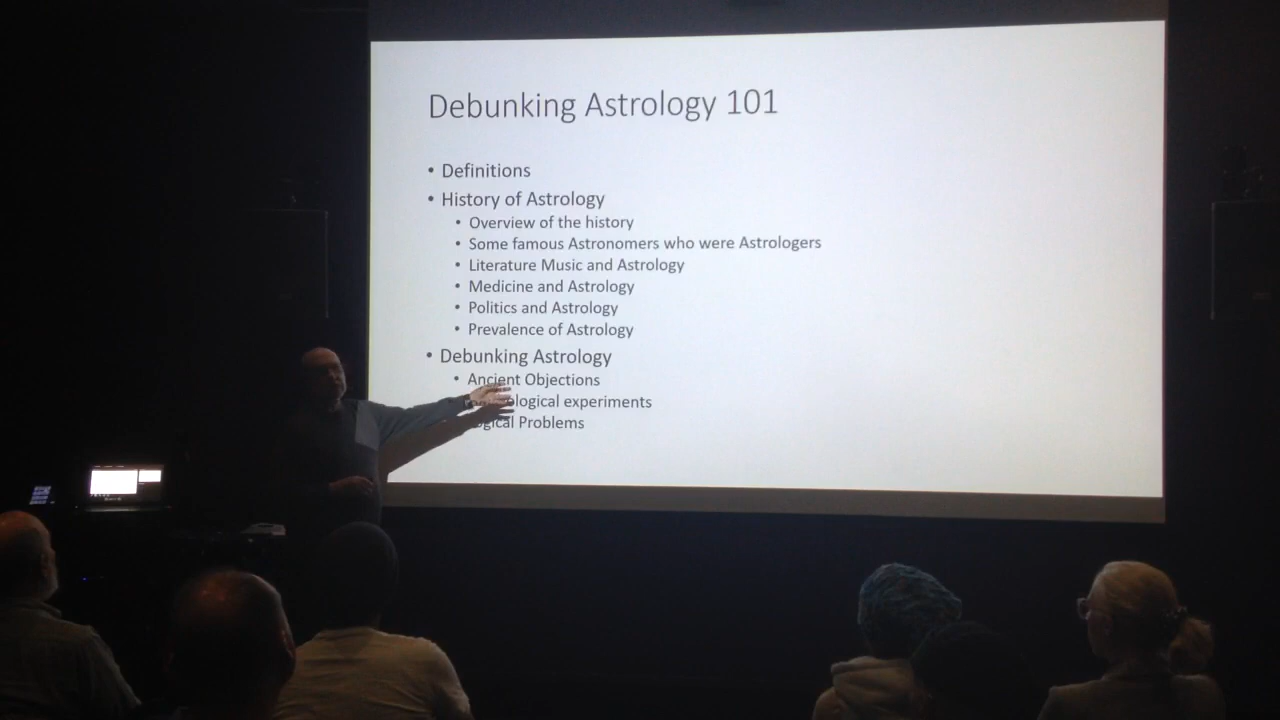 Debunking Astrology 101
• Definitions
• History of Astrology
• Overview of the history
• Some famous Astronomers who were Astrologers
• Literature Music and Astrology
• Medicine and Astrology
• Politics and Astrology
• Prevalence of Astrology
• Debunking Astrology
• Ancient Objections
experiments
Problems